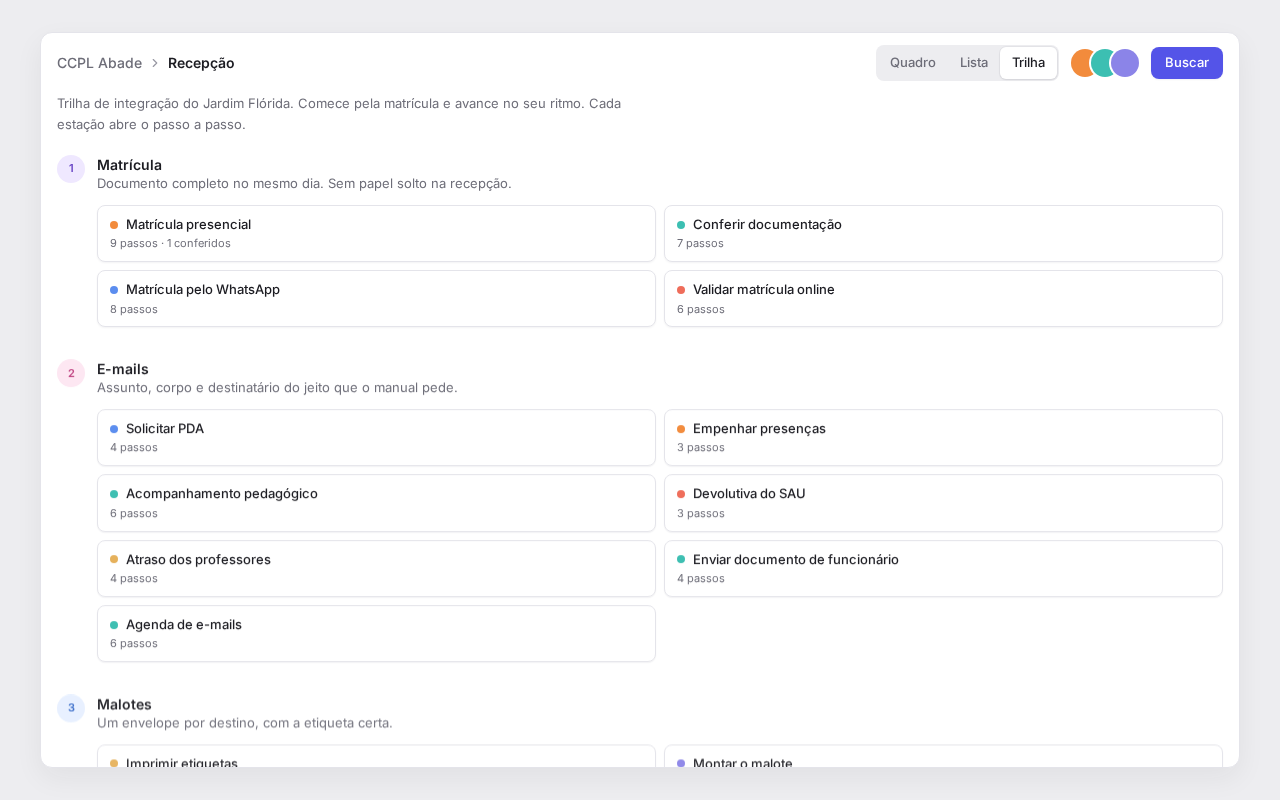 CCPL Abade > Recepção
Quadro Lista Trilha Buscar
Trilha de integração do Jardim Flórida. Comece pela matrícula e avance no seu ritmo. Cada
estação abre o passo a passo.
1 Matrícula
Documento completo no mesmo dia. Sem papel solto na recepção.
Matrícula presencial
9 passos · 1 conferidos
Conferir documentação
7 passos
Matrícula pelo WhatsApp
8 passos
Validar matrícula online
6 passos
2 E-mails
Assunto, corpo e destinatário do jeito que o manual pede.
Solicitar PDA
4 passos
Empenhar presenças
3 passos
Acompanhamento pedagógico
6 passos
Devolutiva do SAU
3 passos
Atraso dos professores
4 passos
Enviar documento de funcionário
4 passos
Agenda de e-mails
6 passos
3 Malotes
Um envelope por destino, com a etiqueta certa.
Imprimir etiquetas
Montar o malote